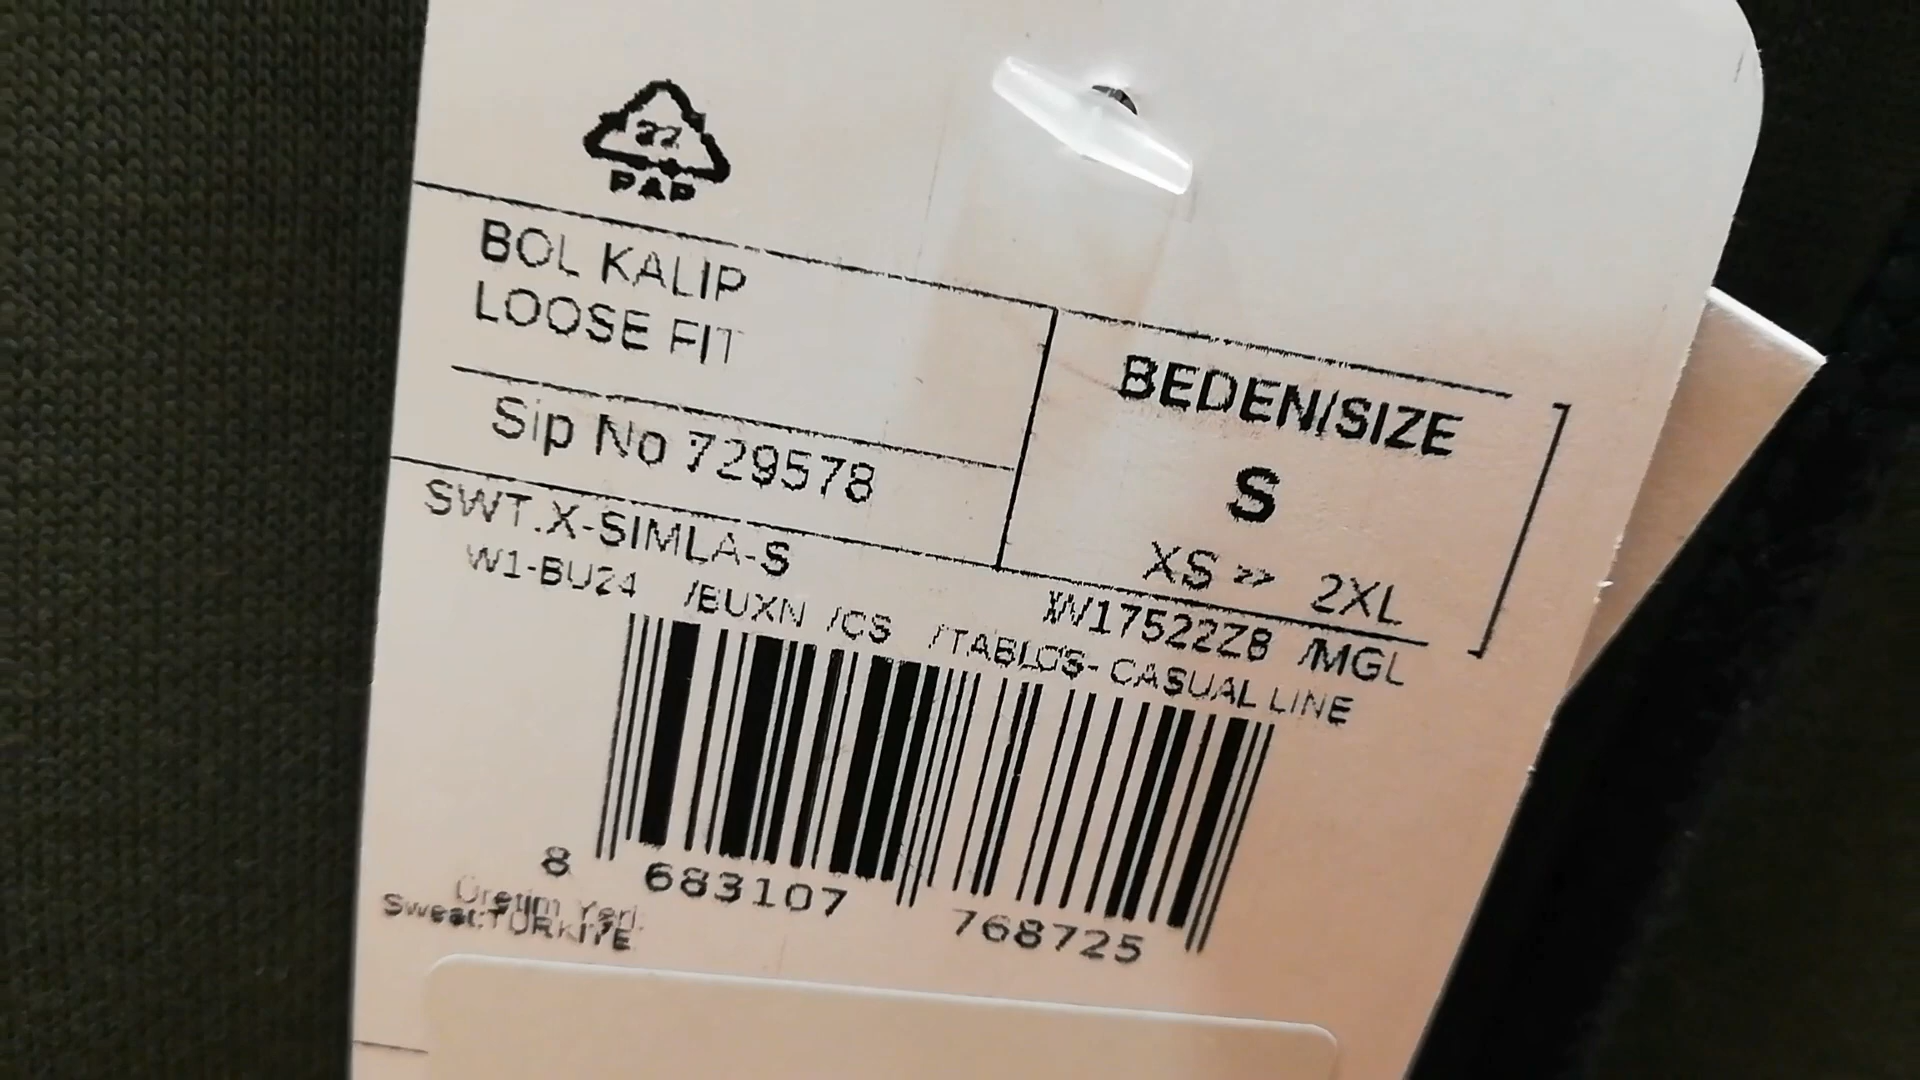 22
PAP
BOL KALIP
LOOSE FIT
Sip No 729578
BEDEN/SIZE
S
XS » 2XL
SWT.X-SIMLA-S
W17522Z8 /MGL
W1-BU24 /BUXN /CS /TABLOS- CASUAL LINE
8 683107 768725
Üretim Yeri:
Sweat:TÜRKİYE